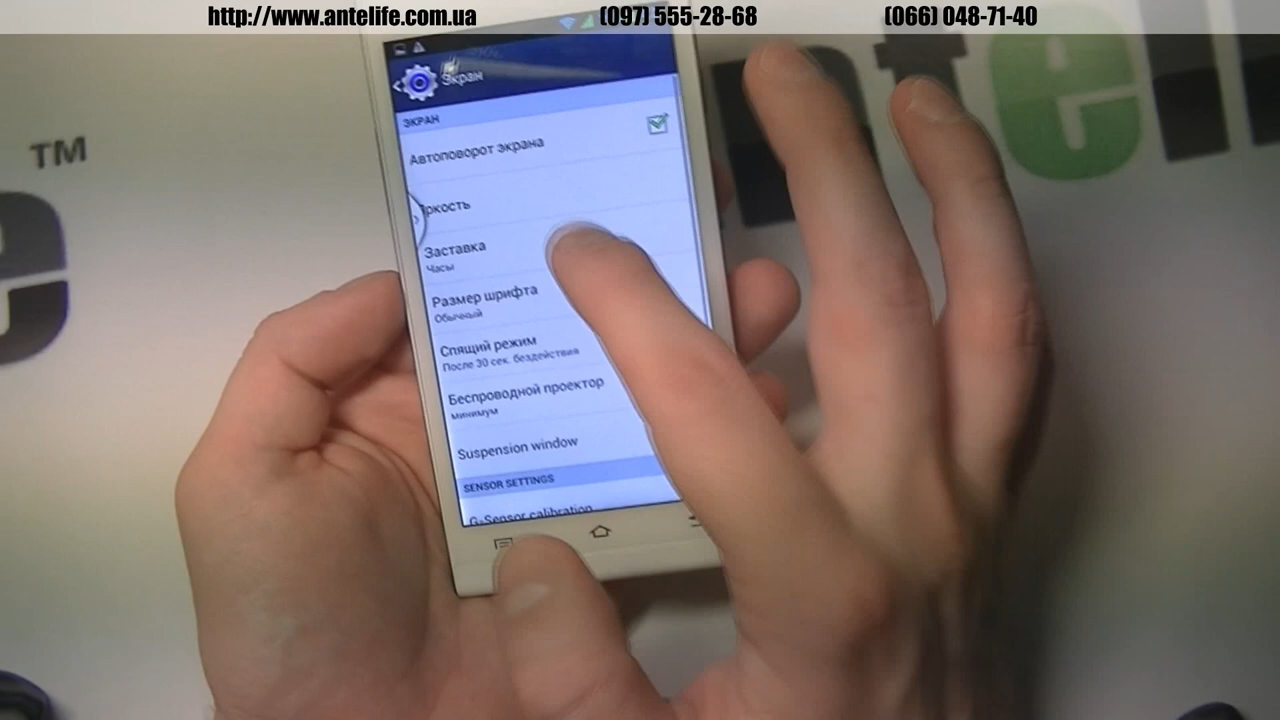 http://www.antelife.com.ua (097) 555-28-68 (066) 048-71-40
TM
Экран
ЭКРАН
Автоповорот экрана
ркость
Заставка
Часы
Размер шрифта
Обычный
Спящий режим
После 30 сек. бездействия
Беспроводной проектор
минимум
Suspension window
SENSOR SETTINGS
G-Sensor calibration